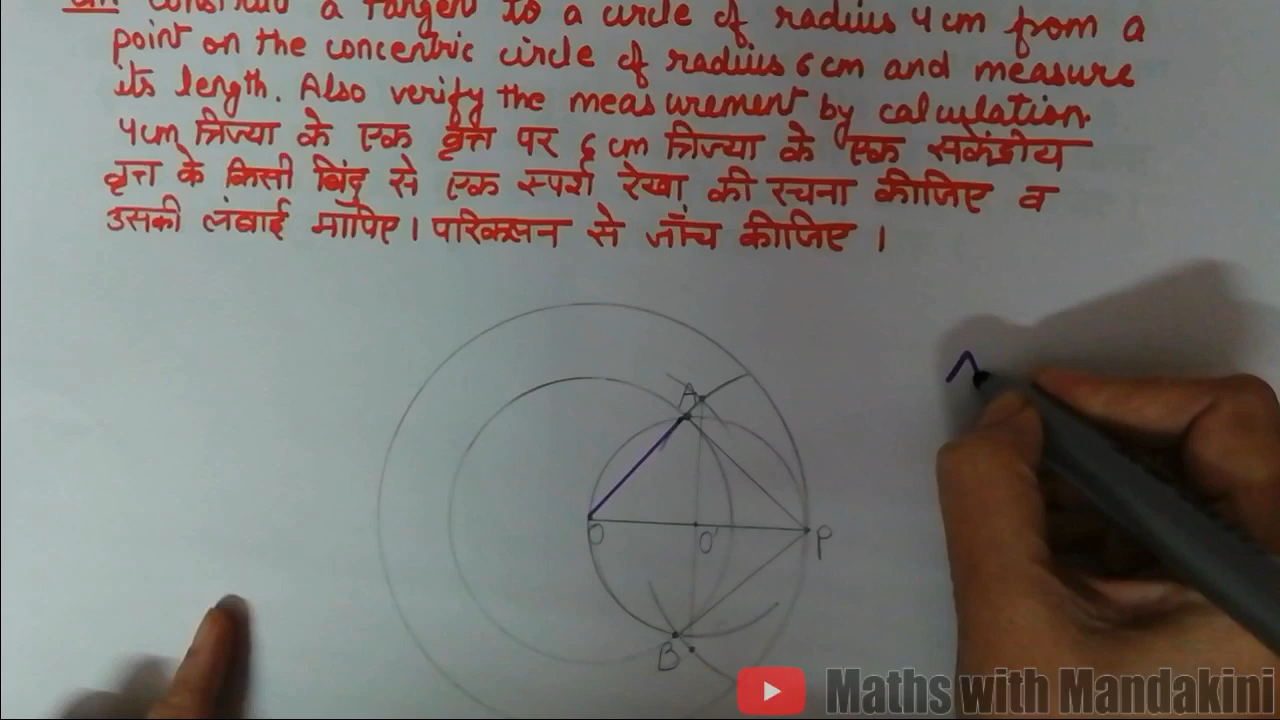 construct a tangent to a circle of radius 4 cm from a
point on the concentric circle of radius 6 cm and measure
its length. Also verify the measurement by calculation.
4cm त्रिज्या के एक वृत्त पर 6 cm त्रिज्या के एक सकेंद्रीय
वृत्त के किसी बिंदु से एक स्पर्श रेखा की रचना कीजिए व
उसकी लंबाई मापिए। परिकलन से जाँच कीजिए ।
A
O
O'
P
B
Maths with Mandakini